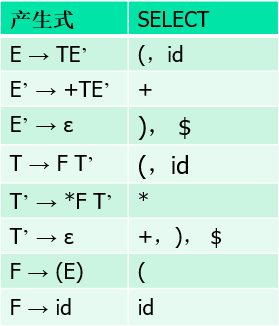 产生式 SELECT
E → TE’ (，id
E’ → +TE’ +
E’ → ε )， $
T → F T’ (，id
T’ → *F T’ *
T’ → ε +，)， $
F → (E) (
F → id id